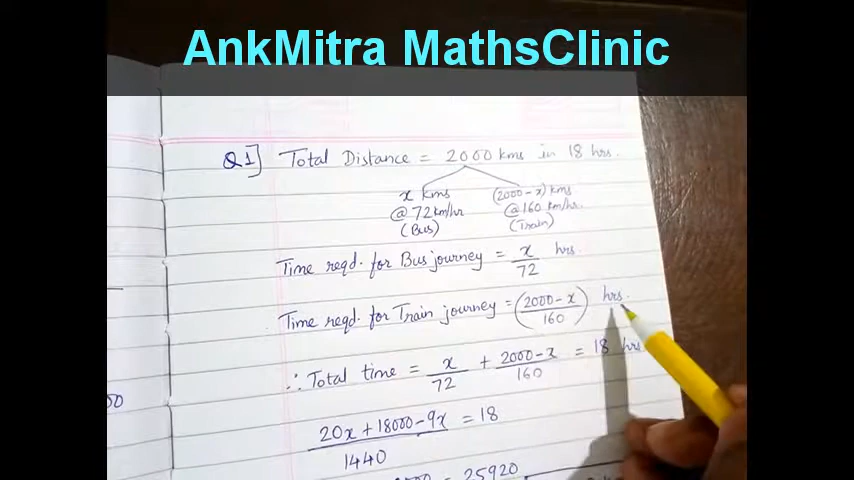 AnkMitra MathsClinic
Q1] Total Distance = 2000 kms in 18 hrs.
x kms (2000-x) kms
@ 72 km/hr @ 160 km/hr.
(Bus) (Train)
Time reqd. for Bus journey = x/72 hrs.
Time reqd. for Train journey = (2000-x/160) hrs.
∴ Total time = x/72 + 2000-x/160 = 18 hrs
20x + 18000 - 9x/1440 = 18
= 25920